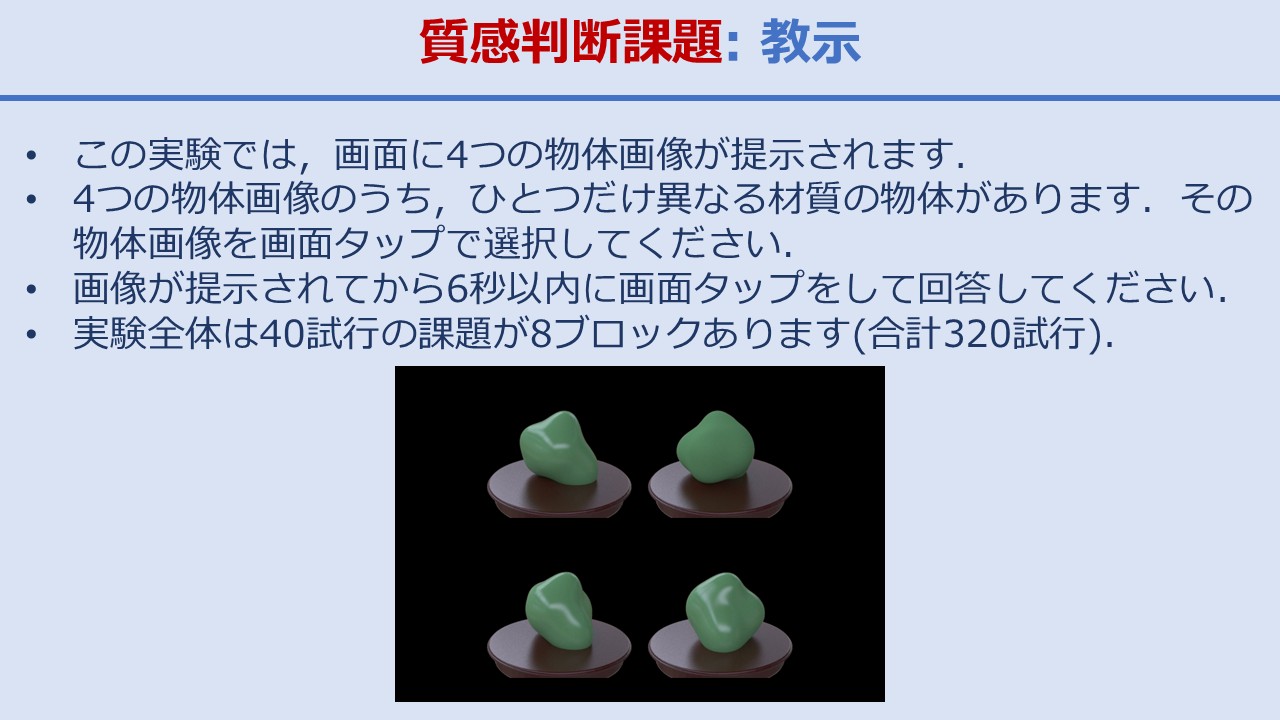 質感判断課題: 教示
• この実験では，画面に4つの物体画像が提示されます．
• 4つの物体画像のうち，ひとつだけ異なる材質の物体があります．その
物体画像を画面タップで選択してください．
• 画像が提示されてから6秒以内に画面タップをして回答してください．
• 実験全体は40試行の課題が8ブロックあります(合計320試行)．